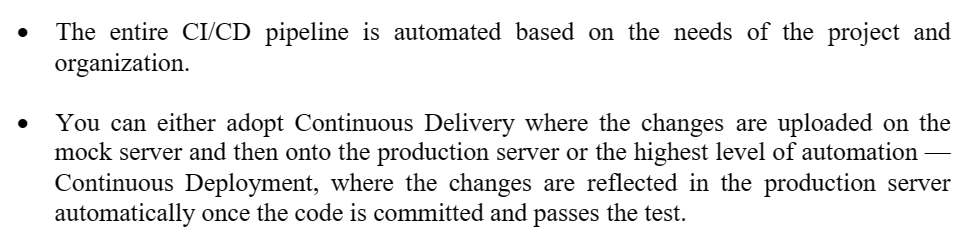 • The entire CI/CD pipeline is automated based on the needs of the project and
organization.
• You can either adopt Continuous Delivery where the changes are uploaded on the
mock server and then onto the production server or the highest level of automation —
Continuous Deployment, where the changes are reflected in the production server
automatically once the code is committed and passes the test.